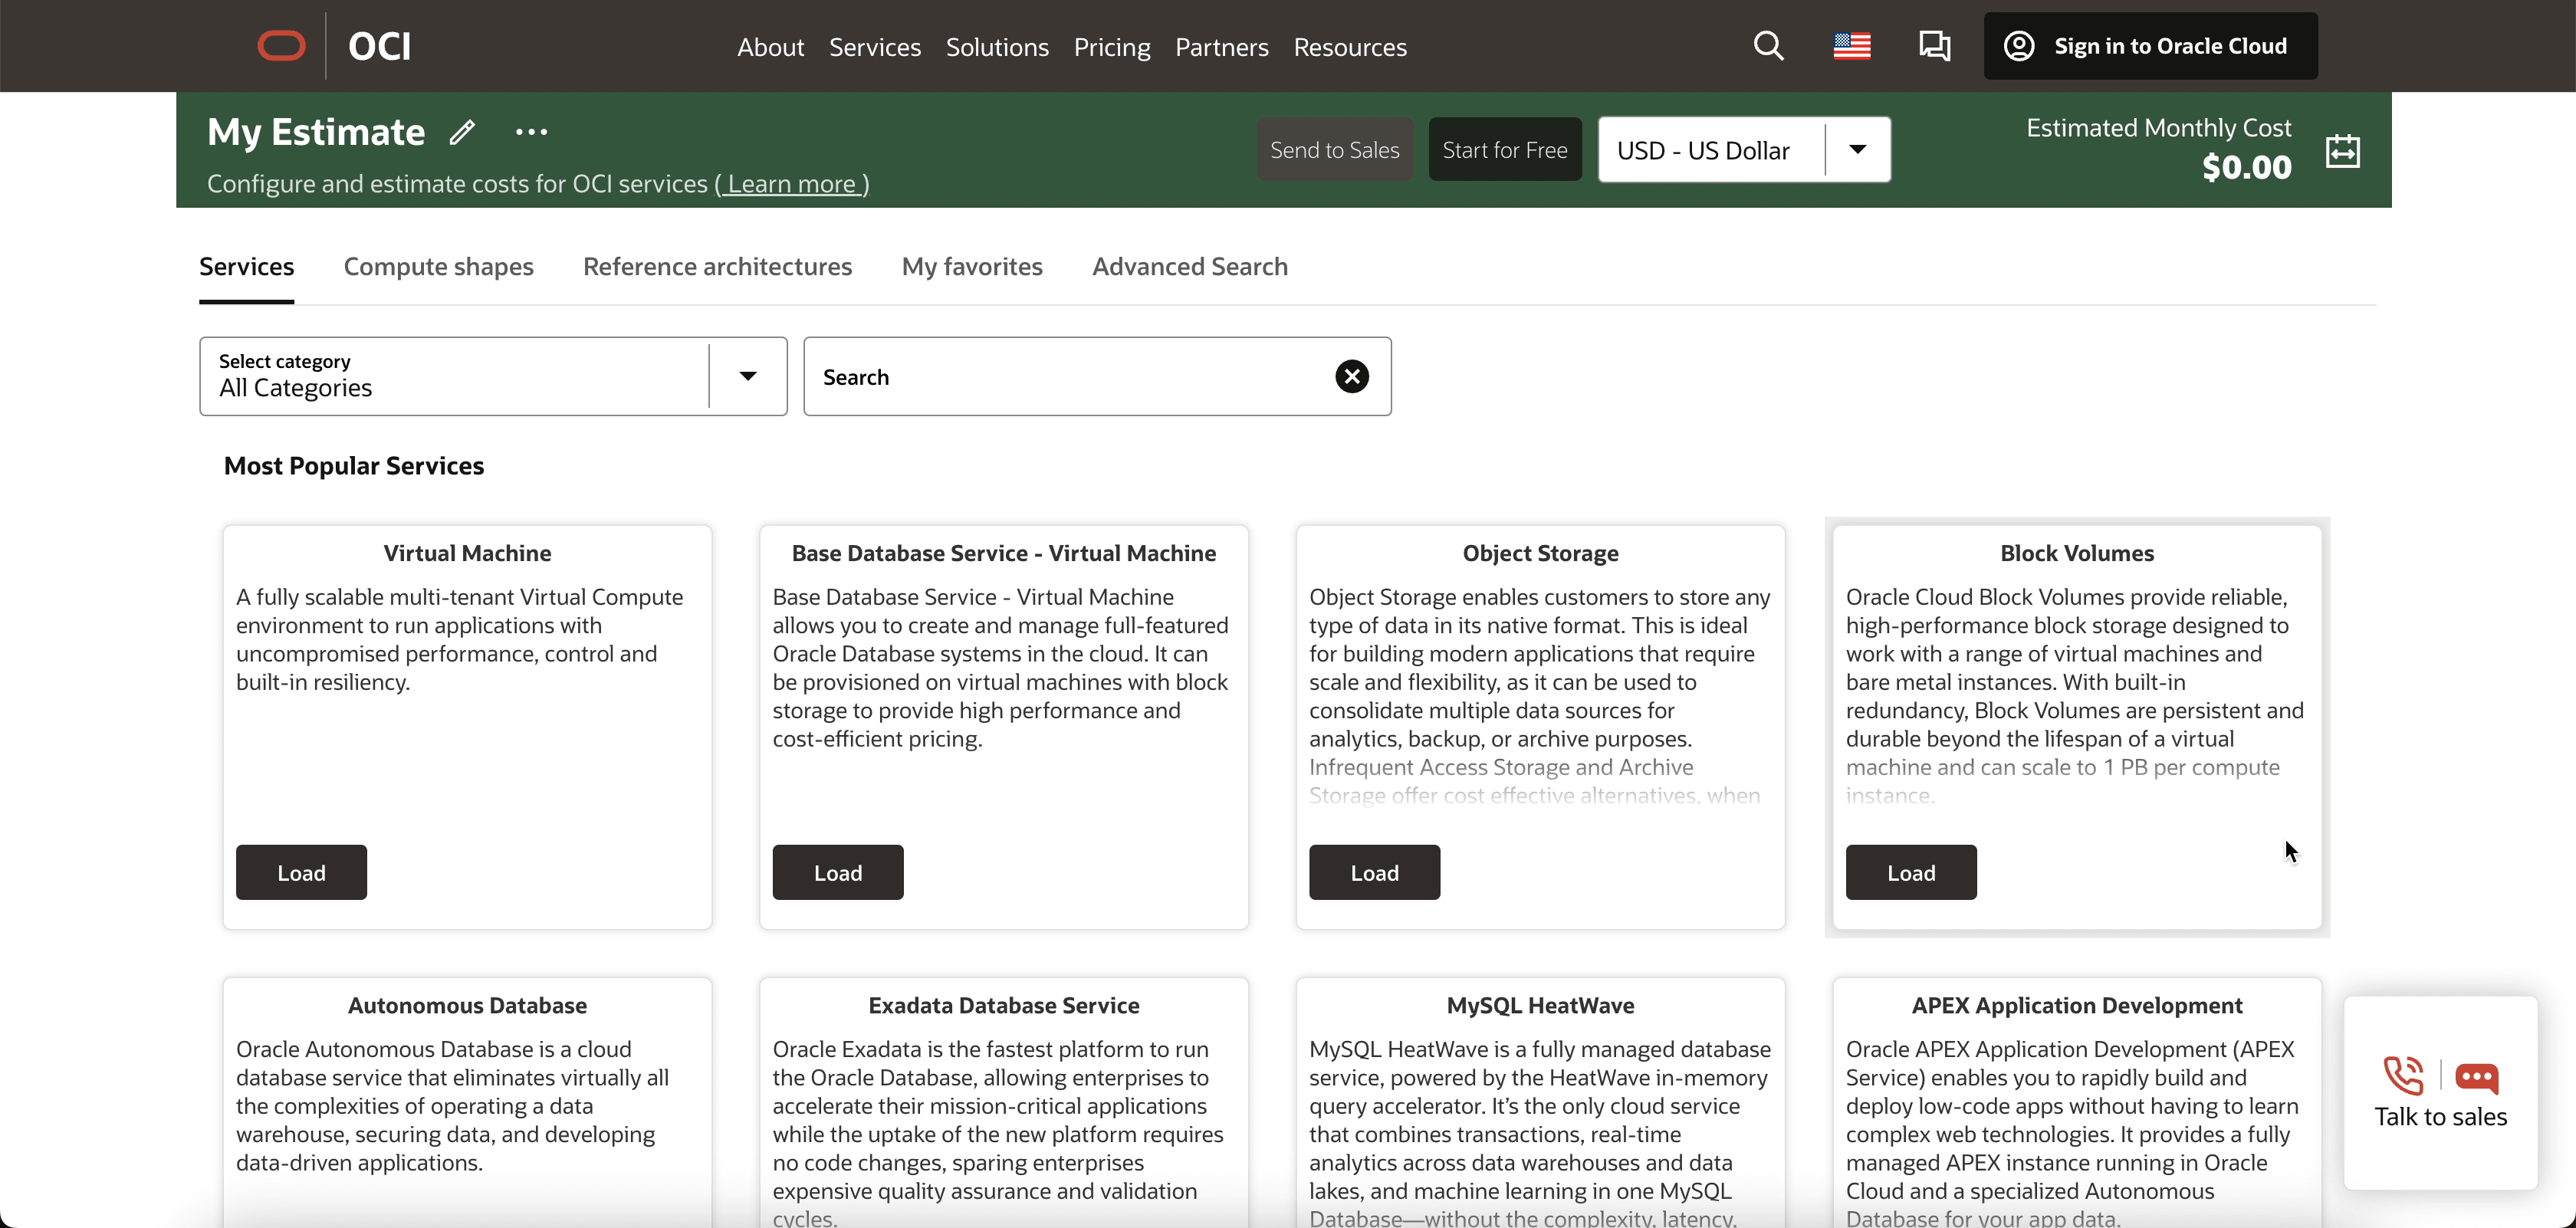 OCI
About Services Solutions Pricing Partners Resources
Sign in to Oracle Cloud
My Estimate
Configure and estimate costs for OCI services ( Learn more )
Send to Sales
Start for Free
USD - US Dollar
Estimated Monthly Cost
$0.00
Services Compute shapes Reference architectures My favorites Advanced Search
Select category
All Categories
Search
Most Popular Services
Virtual Machine
A fully scalable multi-tenant Virtual Compute
environment to run applications with
uncompromised performance, control and
built-in resiliency.
Load
Base Database Service - Virtual Machine
Base Database Service - Virtual Machine
allows you to create and manage full-featured
Oracle Database systems in the cloud. It can
be provisioned on virtual machines with block
storage to provide high performance and
cost-efficient pricing.
Load
Object Storage
Object Storage enables customers to store any
type of data in its native format. This is ideal
for building modern applications that require
scale and flexibility, as it can be used to
consolidate multiple data sources for
analytics, backup, or archive purposes.
Infrequent Access Storage and Archive
Storage offer cost effective alternatives, when
Load
Block Volumes
Oracle Cloud Block Volumes provide reliable,
high-performance block storage designed to
work with a range of virtual machines and
bare metal instances. With built-in
redundancy, Block Volumes are persistent and
durable beyond the lifespan of a virtual
machine and can scale to 1 PB per compute
instance.
Load
Autonomous Database
Oracle Autonomous Database is a cloud
database service that eliminates virtually all
the complexities of operating a data
warehouse, securing data, and developing
data-driven applications.
Exadata Database Service
Oracle Exadata is the fastest platform to run
the Oracle Database, allowing enterprises to
accelerate their mission-critical applications
while the uptake of the new platform requires
no code changes, sparing enterprises
expensive quality assurance and validation
cycles.
MySQL HeatWave
MySQL HeatWave is a fully managed database
service, powered by the HeatWave in-memory
query accelerator. It’s the only cloud service
that combines transactions, real-time
analytics across data warehouses and data
lakes, and machine learning in one MySQL
Database—without the complexity, latency,
APEX Application Development
Oracle APEX Application Development (APEX
Service) enables you to rapidly build and
deploy low-code apps without having to learn
complex web technologies. It provides a fully
managed APEX instance running in Oracle
Cloud and a specialized Autonomous
Database for your app data.
Talk to sales